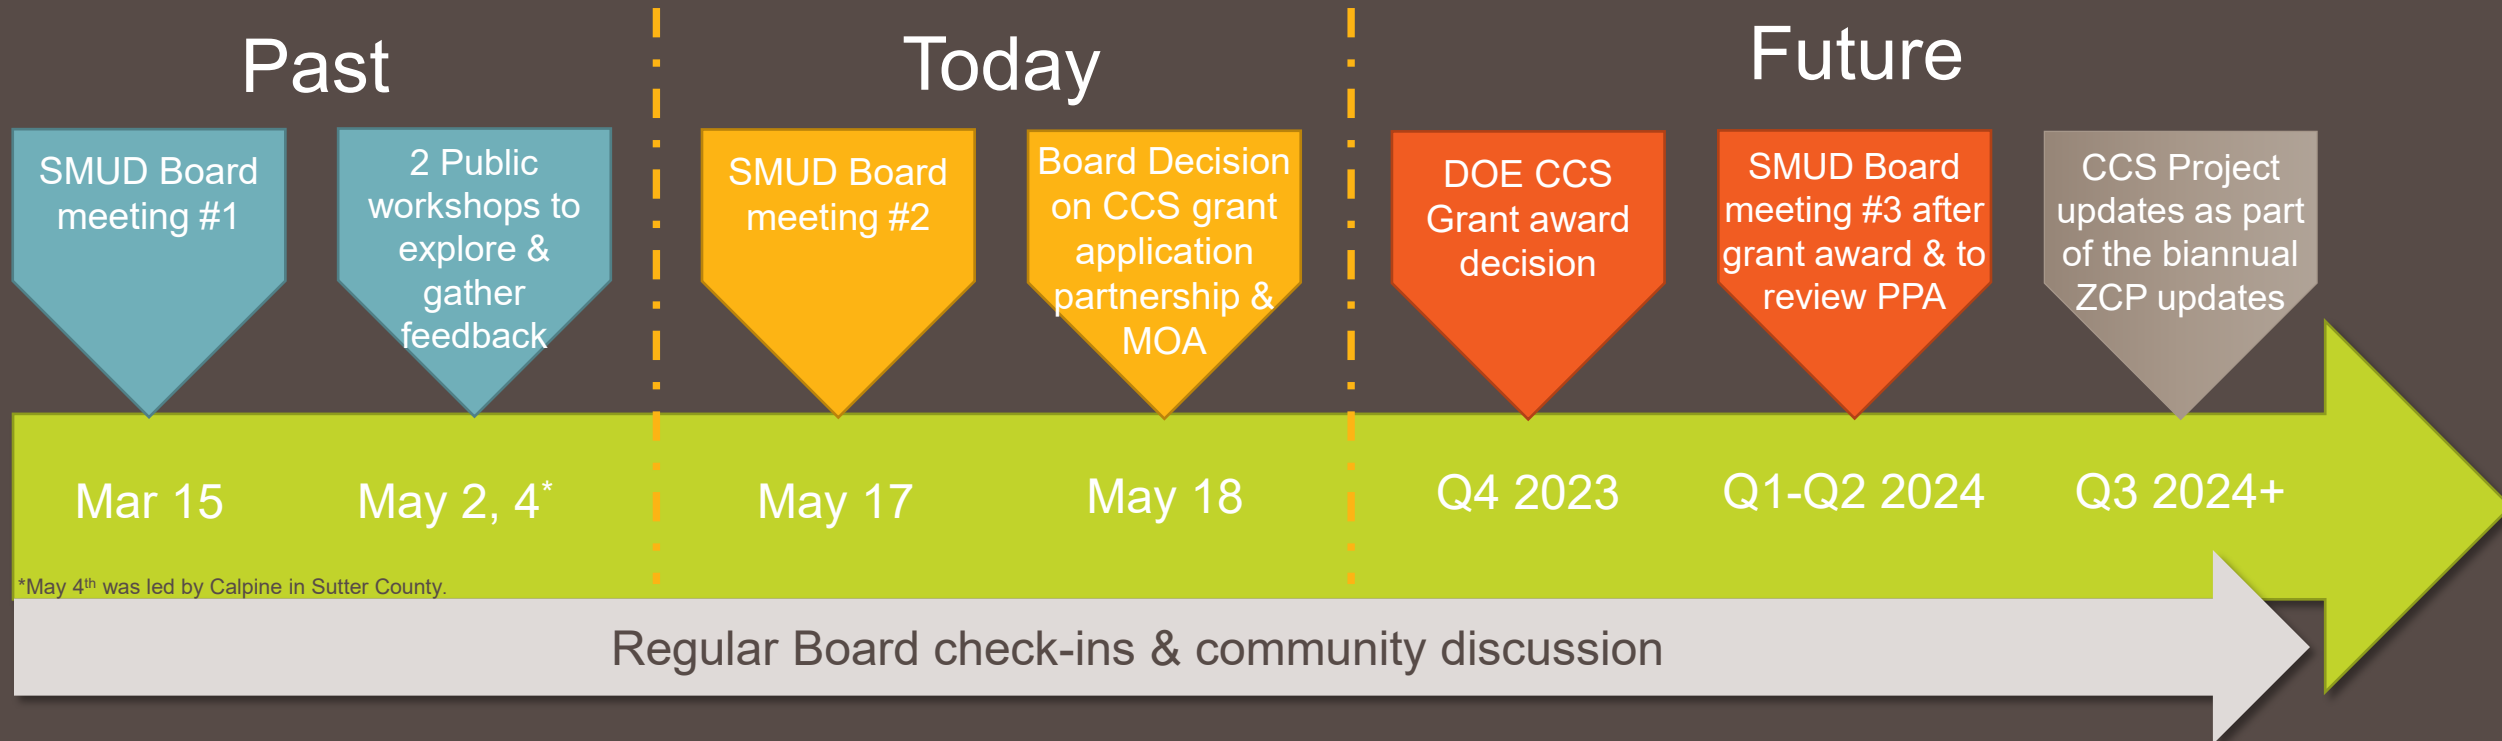 Past
Today
Future
SMUD Board
meeting #1
2 Public
workshops to
explore &
gather
feedback
SMUD Board
meeting #2
Board Decision
on CCS grant
application
partnership &
MOA
DOE CCS
Grant award
decision
SMUD Board
meeting #3 after
grant award & to
review PPA
CCS Project
updates as part
of the biannual
ZCP updates
Mar 15
May 2, 4*
May 17
May 18
Q4 2023
Q1-Q2 2024
Q3 2024+
*May 4th was led by Calpine in Sutter County.
Regular Board check-ins & community discussion